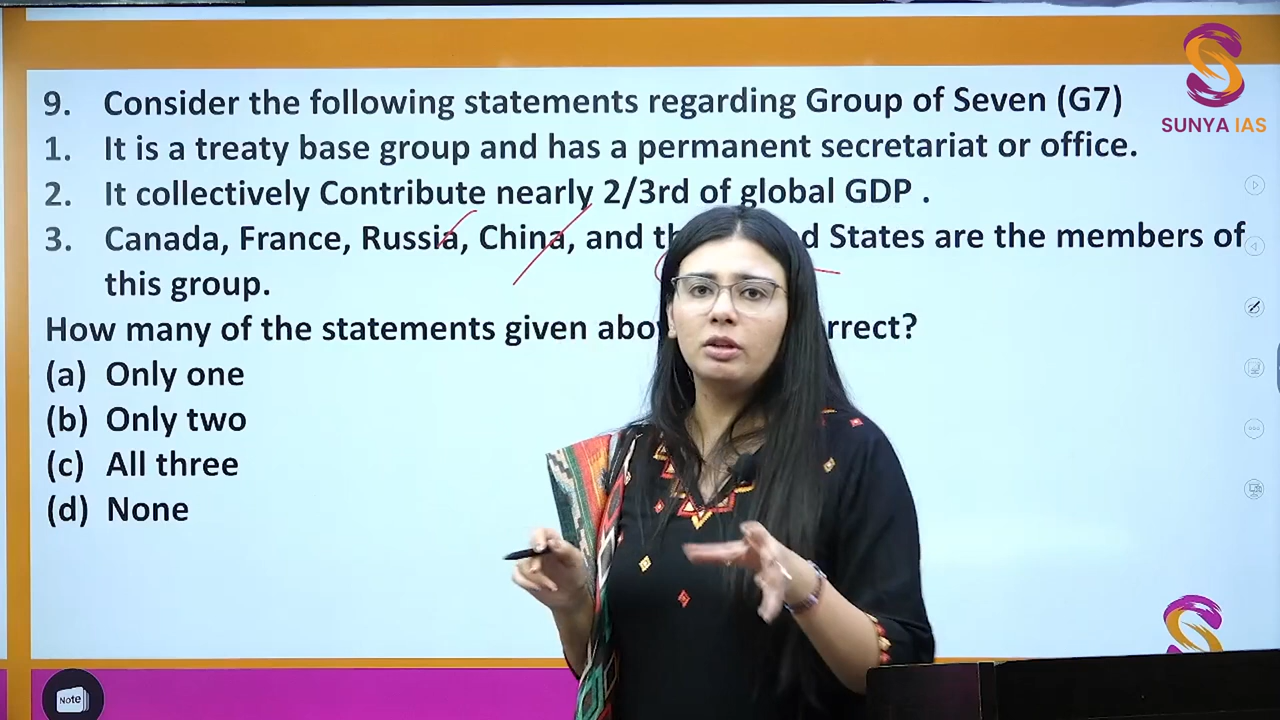 9. Consider the following statements regarding Group of Seven (G7)
SUNYA IAS
1. It is a treaty base group and has a permanent secretariat or office.
2. It collectively Contribute nearly 2/3rd of global GDP .
3. Canada, France, Russia, China, and States are the members of
this group.
How many of the statements given
(a) Only one
(b) Only two
(c) All three
(d) None
Note